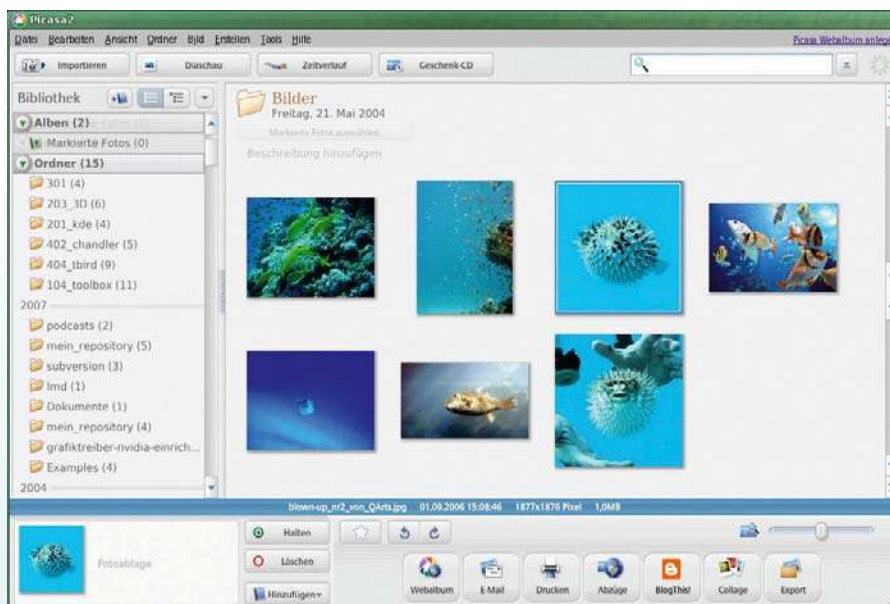 Picasa2
Datei Bearbeiten Ansicht Ordner Bild Erstellen Tools Hilfe
Picasa Webalbum anlege
Importieren Diaschau Zeitverlauf Geschenk-CD
Bibliothek
Alben (2)
Markierte Fotos (0)
Ordner (15)
301 (4)
203_3D (6)
201_kde (4)
402_chandler (5)
404_tbird (9)
104_toolbox (11)
2007
podcasts (2)
mein_repository (5)
subversion (3)
lmd (1)
Dokumente (1)
mein_repository (4)
grafiktreiber-nvidia-einrich...
Examples (4)
2004
Bilder
Freitag, 21. Mai 2004
Markierte Fotos auswählen
Beschreibung hinzufügen
blown-up_nr2_von_QArts.jpg 01.09.2006 15:08:46 1877x1876 Pixel 1,0MB
Fotoablage
Halten
Löschen
Hinzufügen
Webalbum E-Mail Drucken Abzüge BlogThis! Collage Export